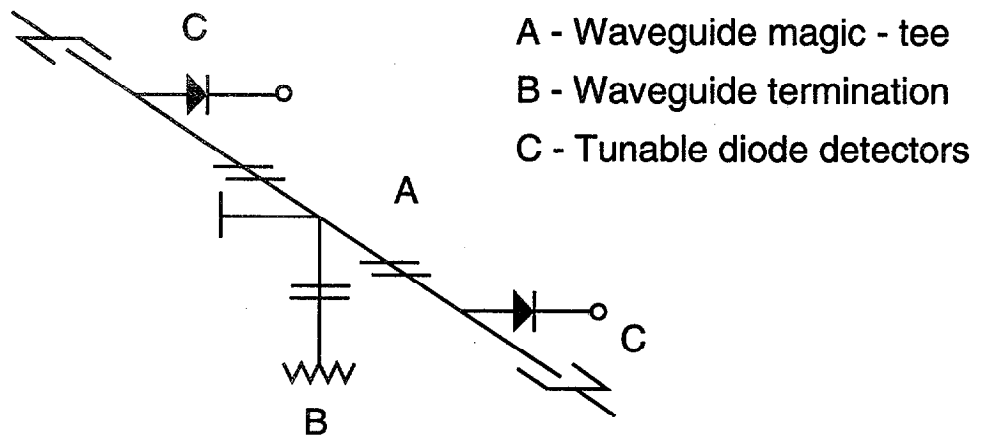 C
A - Waveguide magic - tee
B - Waveguide termination
C - Tunable diode detectors
A
C
B